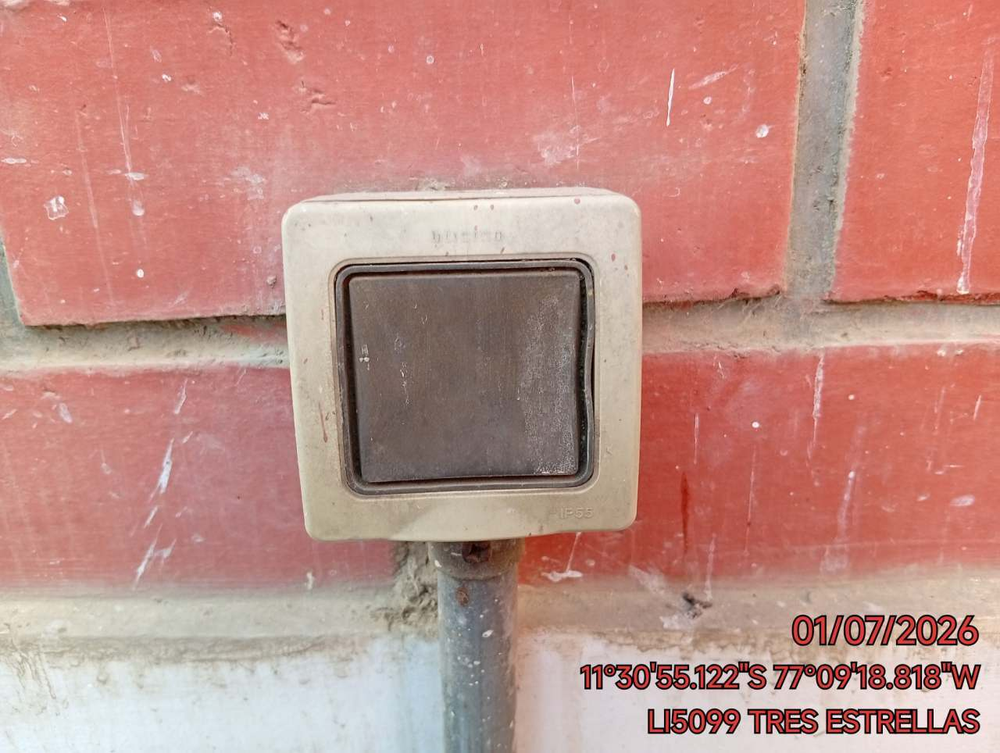 bticino
IP55
01/07/2026
11°30'55.122"S 77°09'18.818"W
LI5099 TRES ESTRELLAS